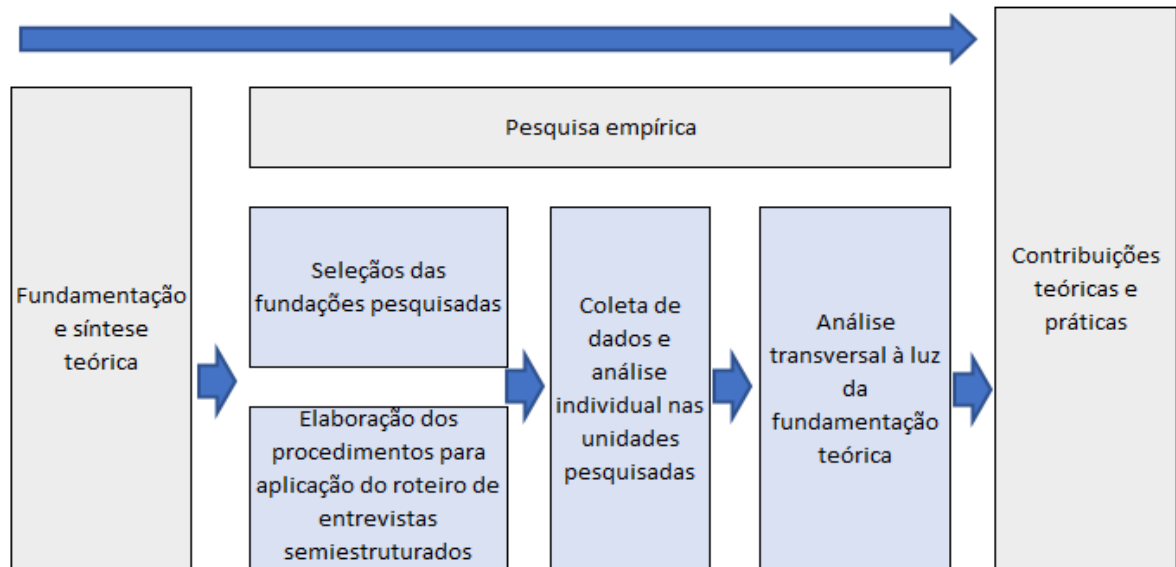 Pesquisa empírica
Fundamentação
e síntese
teórica
Seleçãos das
fundações pesquisadas
Elaboração dos
procedimentos para
aplicação do roteiro de
entrevistas
semiestruturados
Coleta de
dados e
análise
individual nas
unidades
pesquisadas
Análise
transversal à luz
da
fundamentação
teórica
Contribuições
teóricas e
práticas